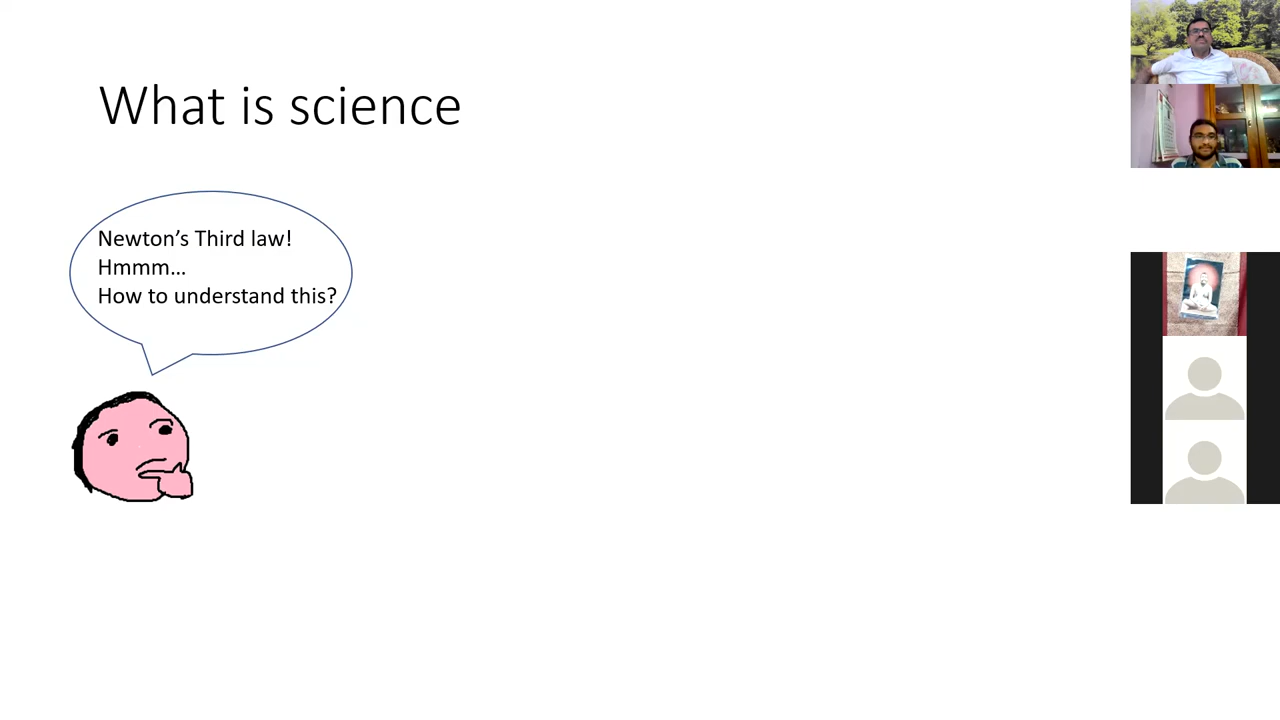 What is science
Newton’s Third law!
Hmmm…
How to understand this?